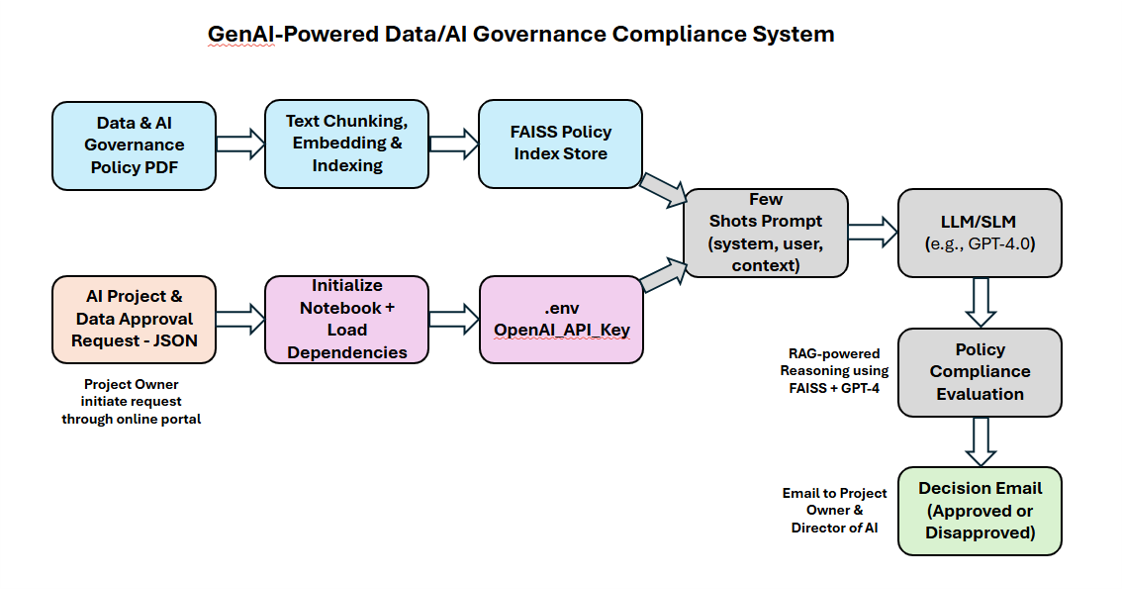 GenAI-Powered Data/AI Governance Compliance System
Data & AI
Governance
Policy PDF
Text Chunking,
Embedding &
Indexing
FAISS Policy
Index Store
Few
Shots Prompt
(system, user,
context)
LLM/SLM
(e.g., GPT-4.0)
AI Project &
Data Approval
Request - JSON
Initialize
Notebook +
Load
Dependencies
.env
OpenAI_API_Key
Project Owner
initiate request
through online portal
RAG-powered
Reasoning using
FAISS + GPT-4
Policy
Compliance
Evaluation
Email to Project
Owner &
Director of AI
Decision Email
(Approved or
Disapproved)